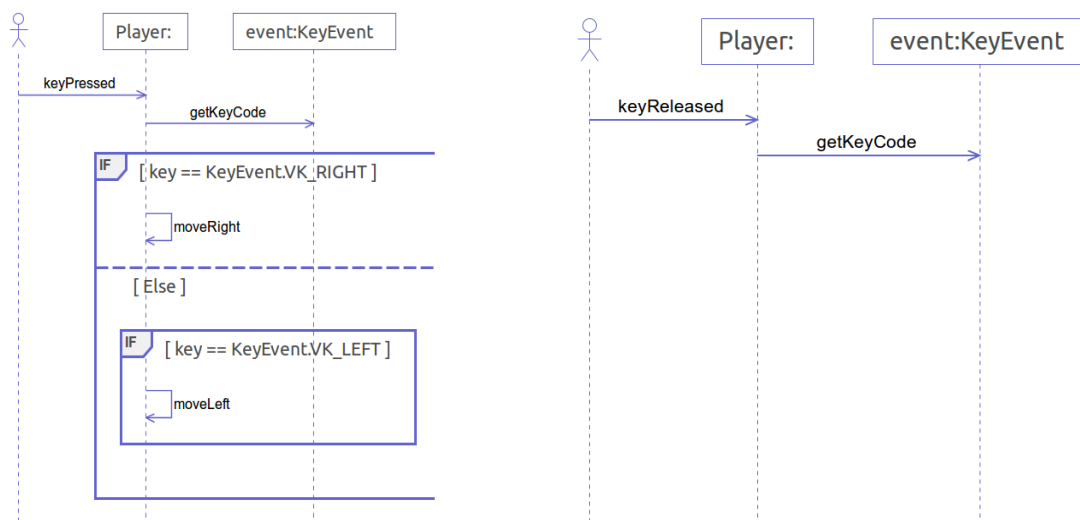 Player:
event:KeyEvent
keyPressed
getKeyCode
IF
[ key == KeyEvent.VK_RIGHT ]
moveRight
[ Else ]
IF
[ key == KeyEvent.VK_LEFT ]
moveLeft
Player:
event:KeyEvent
keyReleased
getKeyCode